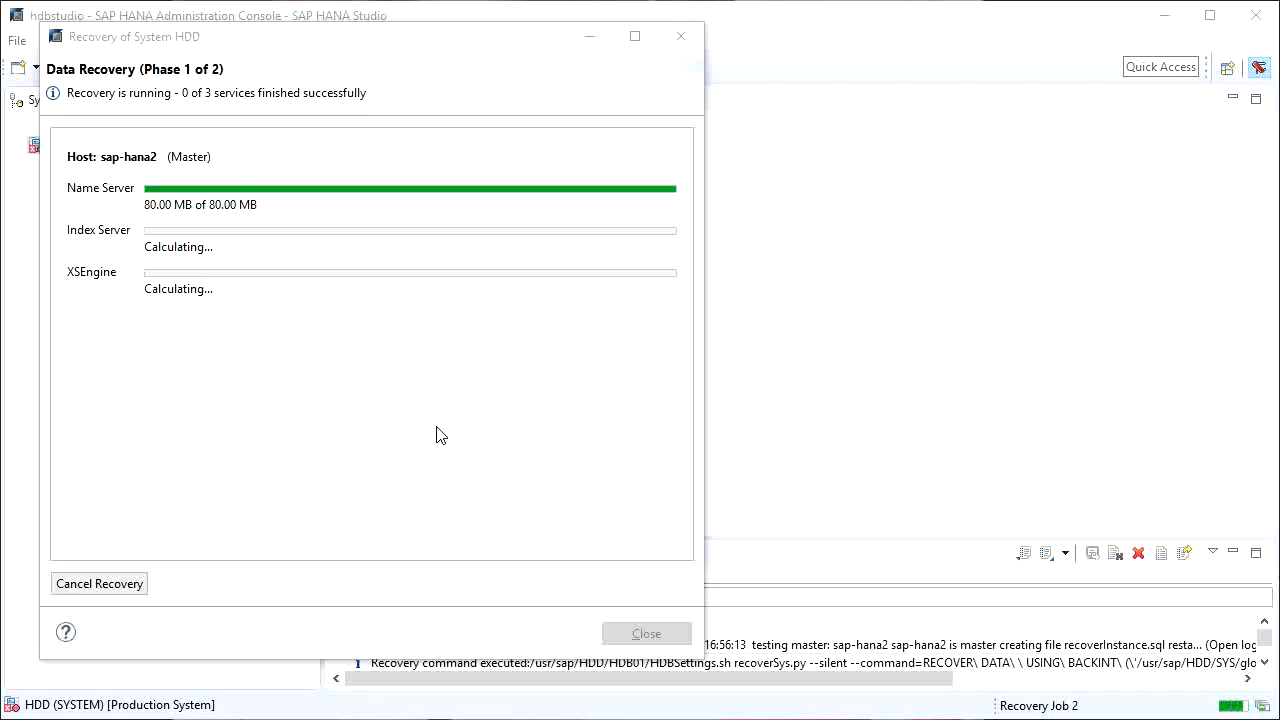 hdbstudio - SAP HANA Administration Console - SAP HANA Studio
Recovery of System HDD
File
Data Recovery (Phase 1 of 2)
Quick Access
Recovery is running - 0 of 3 services finished successfully
Sy
Host: sap-hana2 (Master)
Name Server
80.00 MB of 80.00 MB
Index Server
Calculating...
XSEngine
Calculating...
Cancel Recovery
? Close
16:56:13 testing master: sap-hana2 sap-hana2 is master creating file recoverInstance.sql resta... (Open log
Recovery command executed:/usr/sap/HDD/HDB01/HDBSettings.sh recoverSys.py --silent --command=RECOVER\ DATA\ \ USING\ BACKINT\ (\'/usr/sap/HDD/SYS/glo
HDD (SYSTEM) [Production System] Recovery Job 2